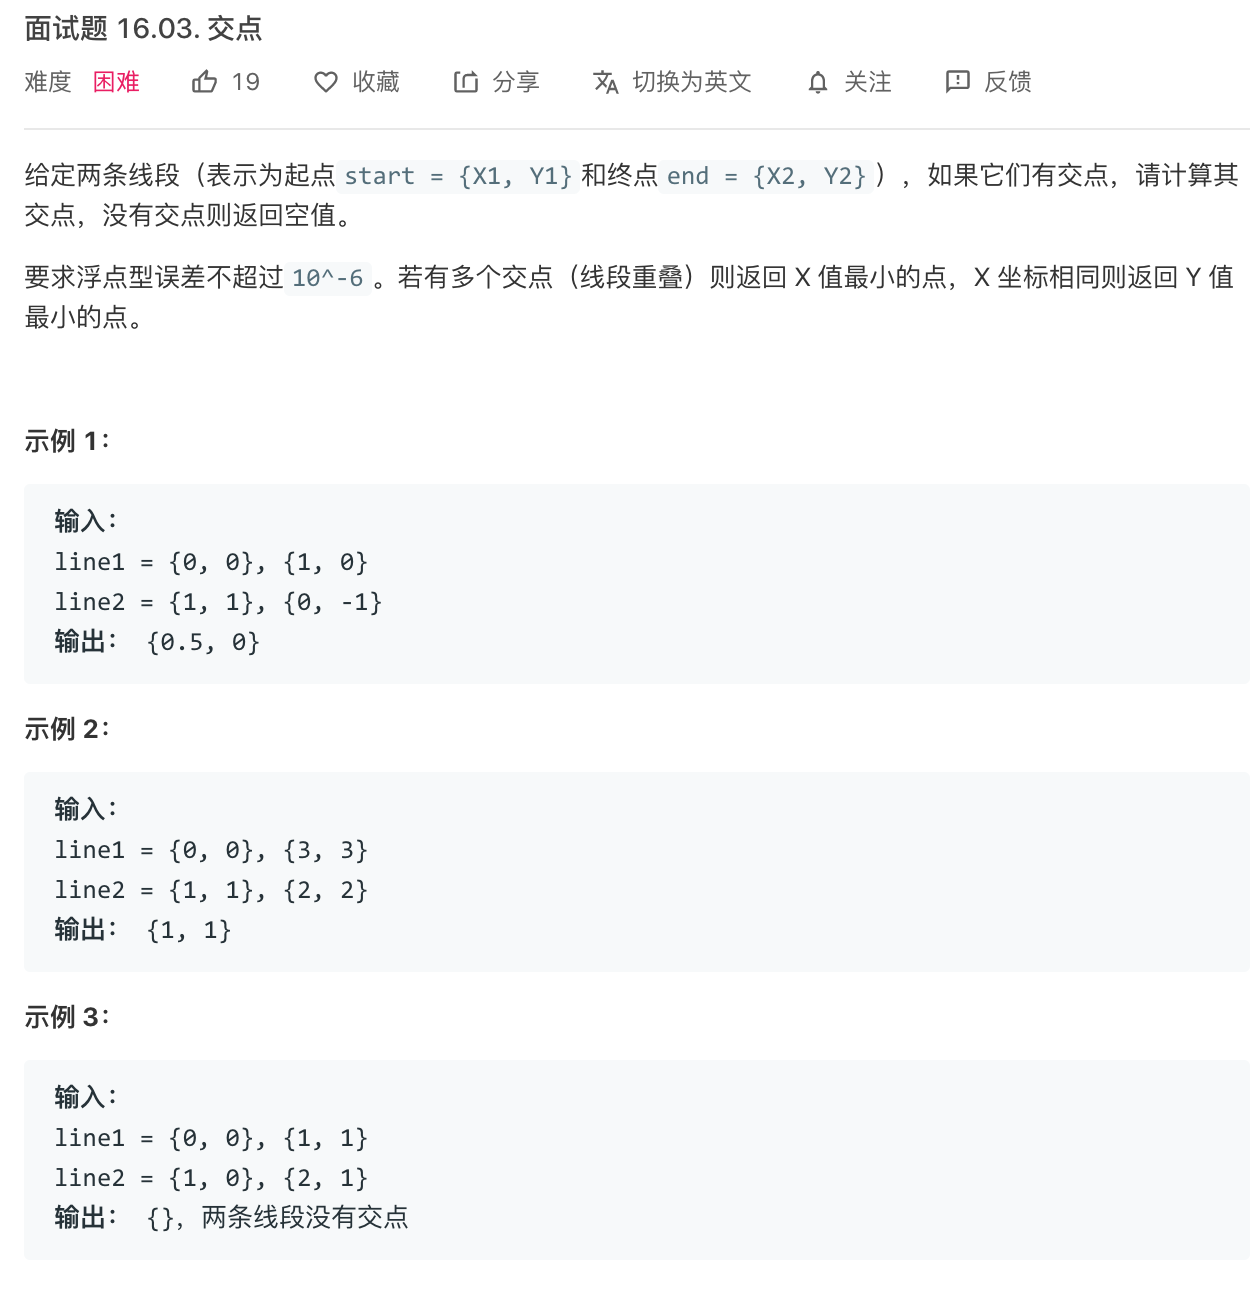 面试题 16.03. 交点
难度 困难 19 收藏 分享 切换为英文 关注 反馈
给定两条线段（表示为起点 start = {X1, Y1} 和终点 end = {X2, Y2} ），如果它们有交点，请计算其
交点，没有交点则返回空值。
要求浮点型误差不超过 10^-6 。若有多个交点（线段重叠）则返回 X 值最小的点，X 坐标相同则返回 Y 值
最小的点。
示例 1：
输入：
line1 = {0, 0}, {1, 0}
line2 = {1, 1}, {0, -1}
输出： {0.5, 0}
示例 2：
输入：
line1 = {0, 0}, {3, 3}
line2 = {1, 1}, {2, 2}
输出： {1, 1}
示例 3：
输入：
line1 = {0, 0}, {1, 1}
line2 = {1, 0}, {2, 1}
输出： {}，两条线段没有交点